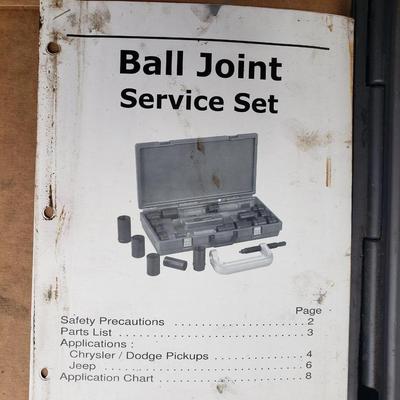 Ball Joint
Service Set
Page
Safety Precautions . . . . . . . . . . . . . . . . . . . . 2
Parts List . . . . . . . . . . . . . . . . . . . . . . . . . . . . 3
Applications :
Chrysler / Dodge Pickups . . . . . . . . . . . . 4
Jeep . . . . . . . . . . . . . . . . . . . . . . . . . . . . 6
Application Chart . . . . . . . . . . . . . . . . . . . . . 8